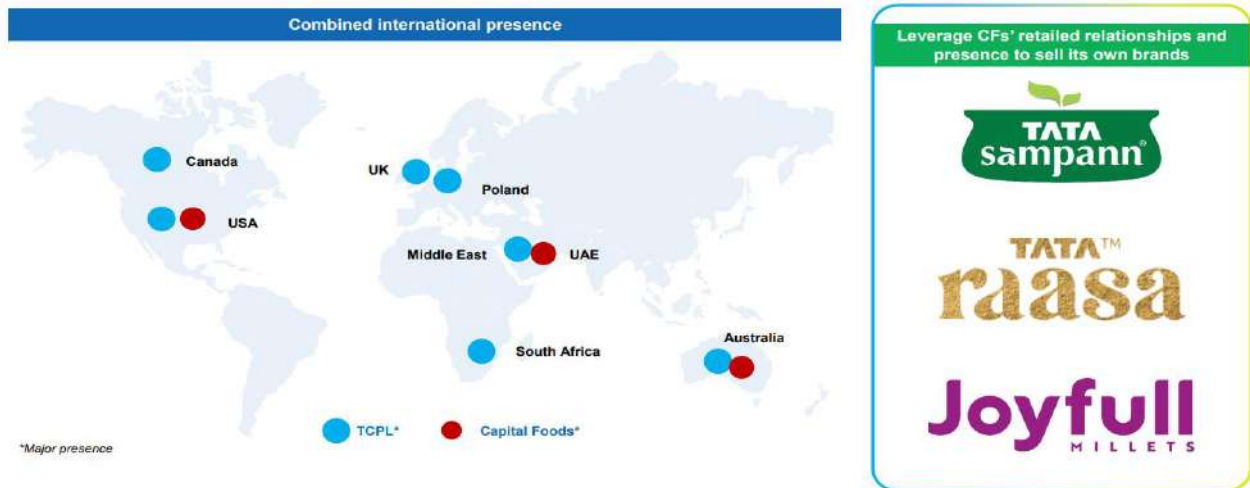 Combined international presence
Canada
USA
UK
Poland
Middle East
UAE
South Africa
Australia
TCPL*
Capital Foods*
*Major presence
Leverage CFs' retailed relationships and
presence to sell its own brands
TATA
sampann®
TATA™
raasa
Joyfull
MILLETS